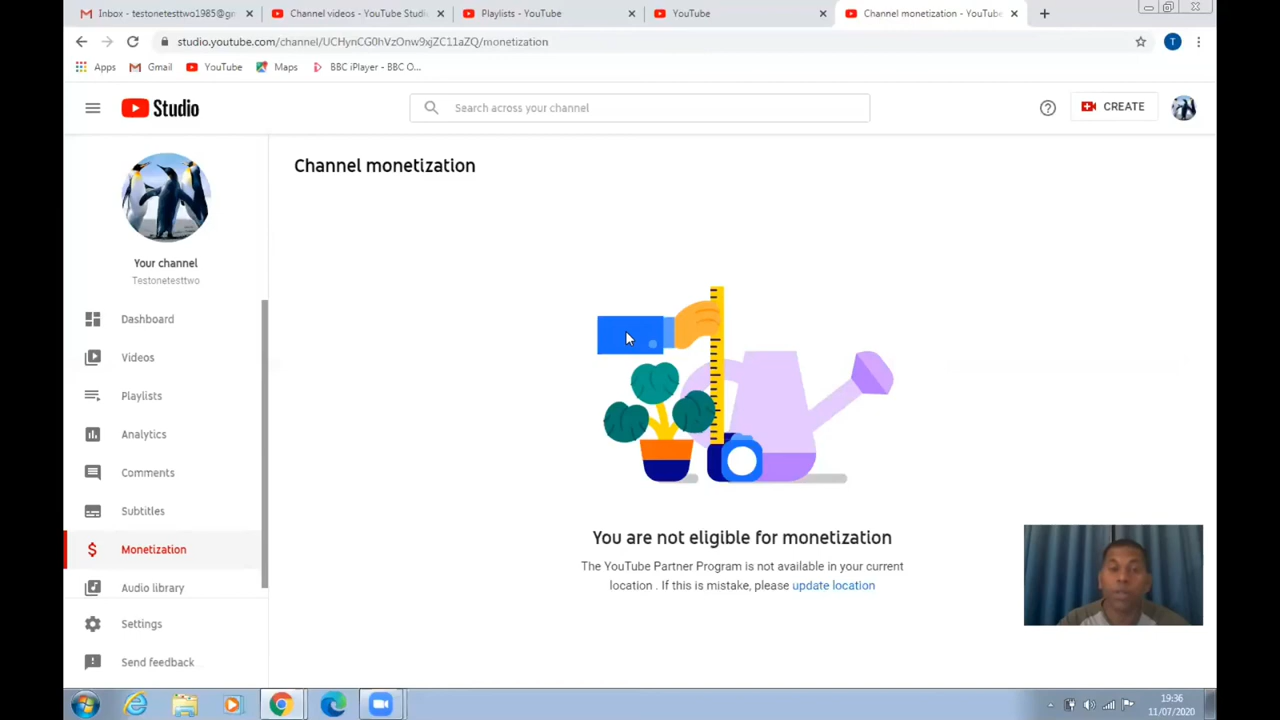 Inbox - testonetesttwo1985@gm
Channel videos - YouTube Studi
Playlists - YouTube
YouTube
Channel monetization - YouTube
studio.youtube.com/channel/UCHynCG0hVzOnw9xjZC11aZQ/monetization
T
Apps
Gmail
YouTube
Maps
BBC iPlayer - BBC O...
Studio
Search across your channel
CREATE
Channel monetization
Your channel
Testonetesttwo
Dashboard
Videos
Playlists
Analytics
Comments
Subtitles
Monetization
Audio library
Settings
Send feedback
You are not eligible for monetization
The YouTube Partner Program is not available in your current
location . If this is mistake, please update location
19:36
11/07/2020